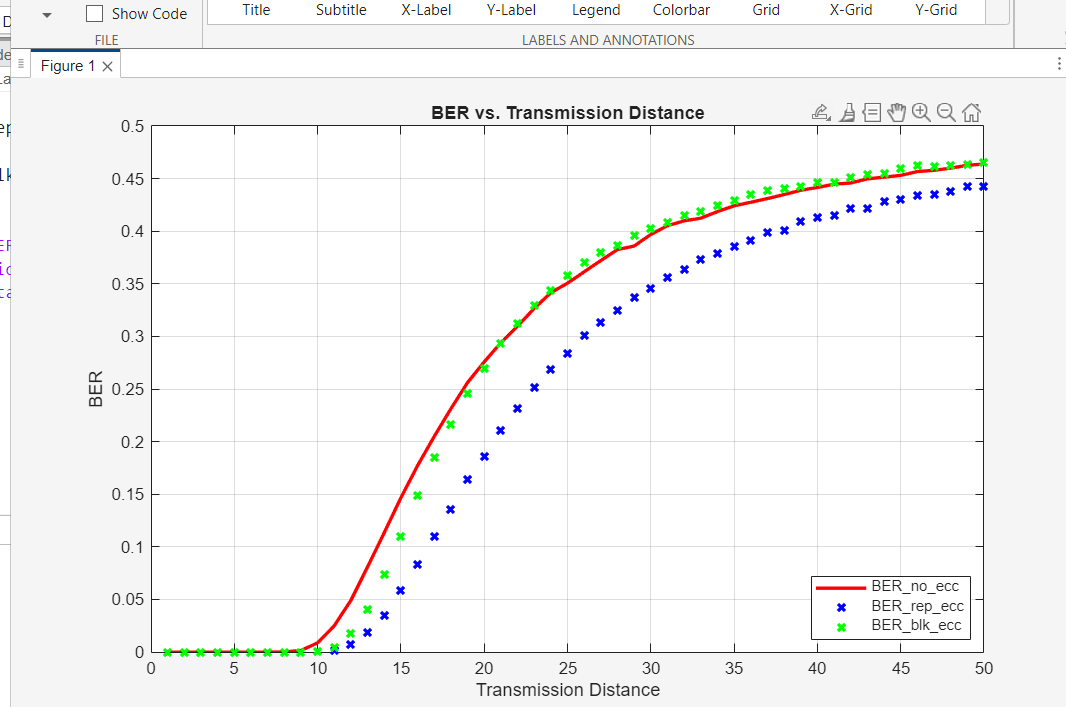 Show Code
Title Subtitle X-Label Y-Label Legend Colorbar Grid X-Grid Y-Grid
FILE LABELS AND ANNOTATIONS
Figure 1
BER vs. Transmission Distance
0.5
0.45
0.4
0.35
0.3
0.25
0.2
0.15
0.1
0.05
0
BER
BER_no_ecc
BER_rep_ecc
BER_blk_ecc
0 5 10 15 20 25 30 35 40 45 50
Transmission Distance